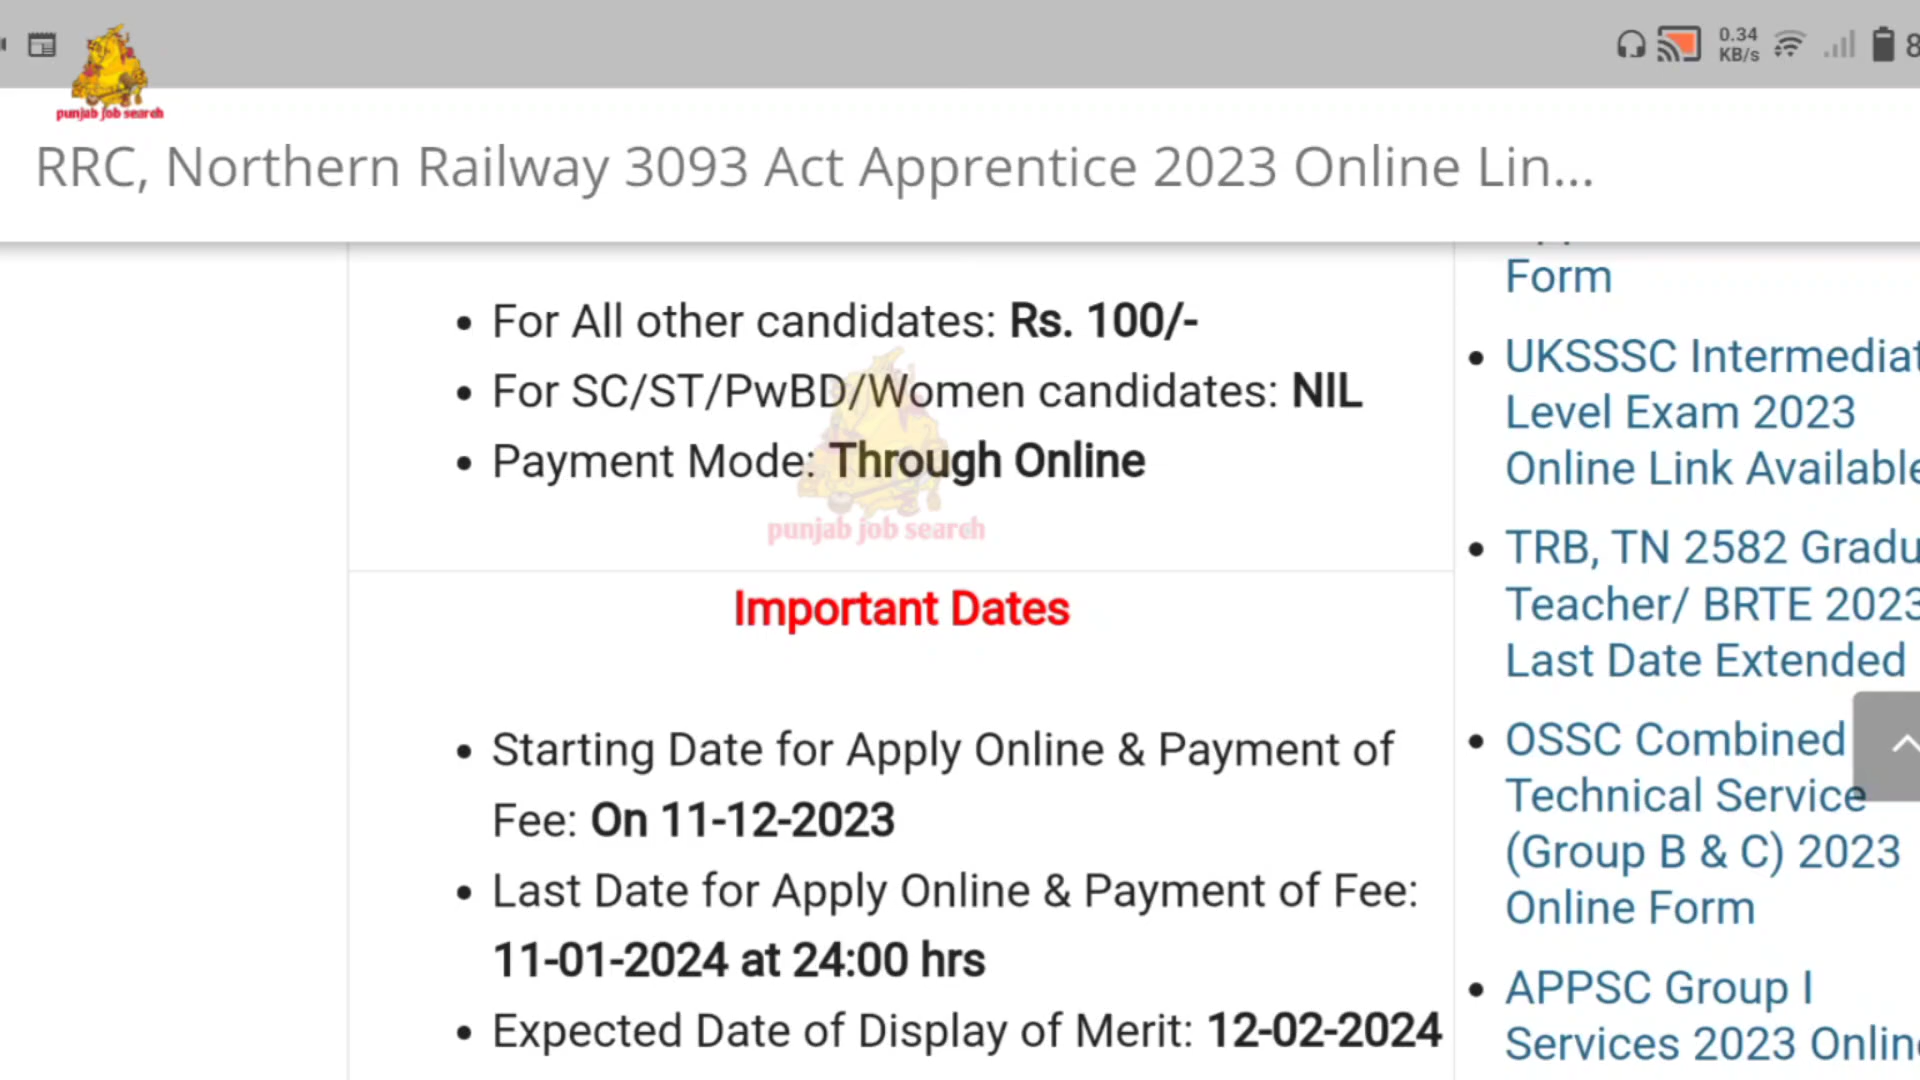 0.34
KB/s
8
punjab job search
RRC, Northern Railway 3093 Act Apprentice 2023 Online Lin...
For All other candidates: Rs. 100/-
For SC/ST/PwBD/Women candidates: NIL
Payment Mode: Through Online
punjab job search
Important Dates
Starting Date for Apply Online & Payment of
Fee: On 11-12-2023
Last Date for Apply Online & Payment of Fee:
11-01-2024 at 24:00 hrs
Expected Date of Display of Merit: 12-02-2024
Form
UKSSSC Intermediat
Level Exam 2023
Online Link Available
TRB, TN 2582 Gradu
Teacher/ BRTE 2023
Last Date Extended
OSSC Combined
Technical Service
(Group B & C) 2023
Online Form
APPSC Group I
Services 2023 Online